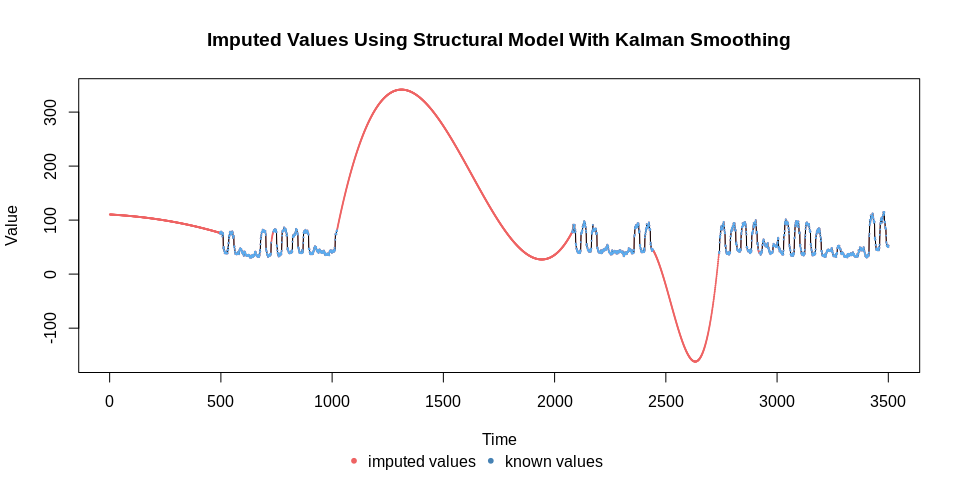 Imputed Values Using Structural Model With Kalman Smoothing
Value
300
200
100
0
-100
0 500 1000 1500 2000 2500 3000 3500
Time
imputed values known values